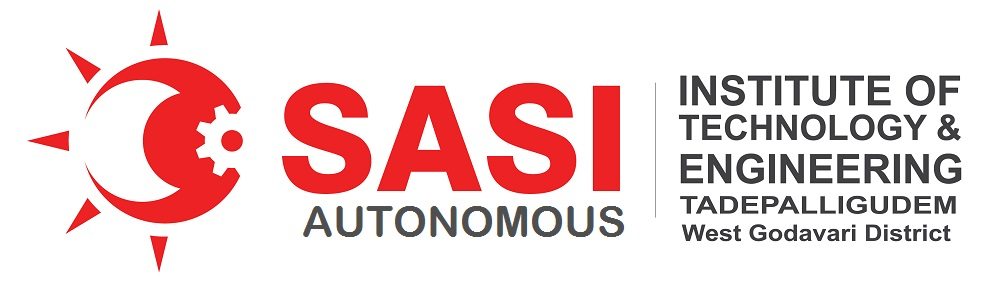 SASI
AUTONOMOUS
INSTITUTE OF
TECHNOLOGY &
ENGINEERING
TADEPALLIGUDEM
West Godavari District